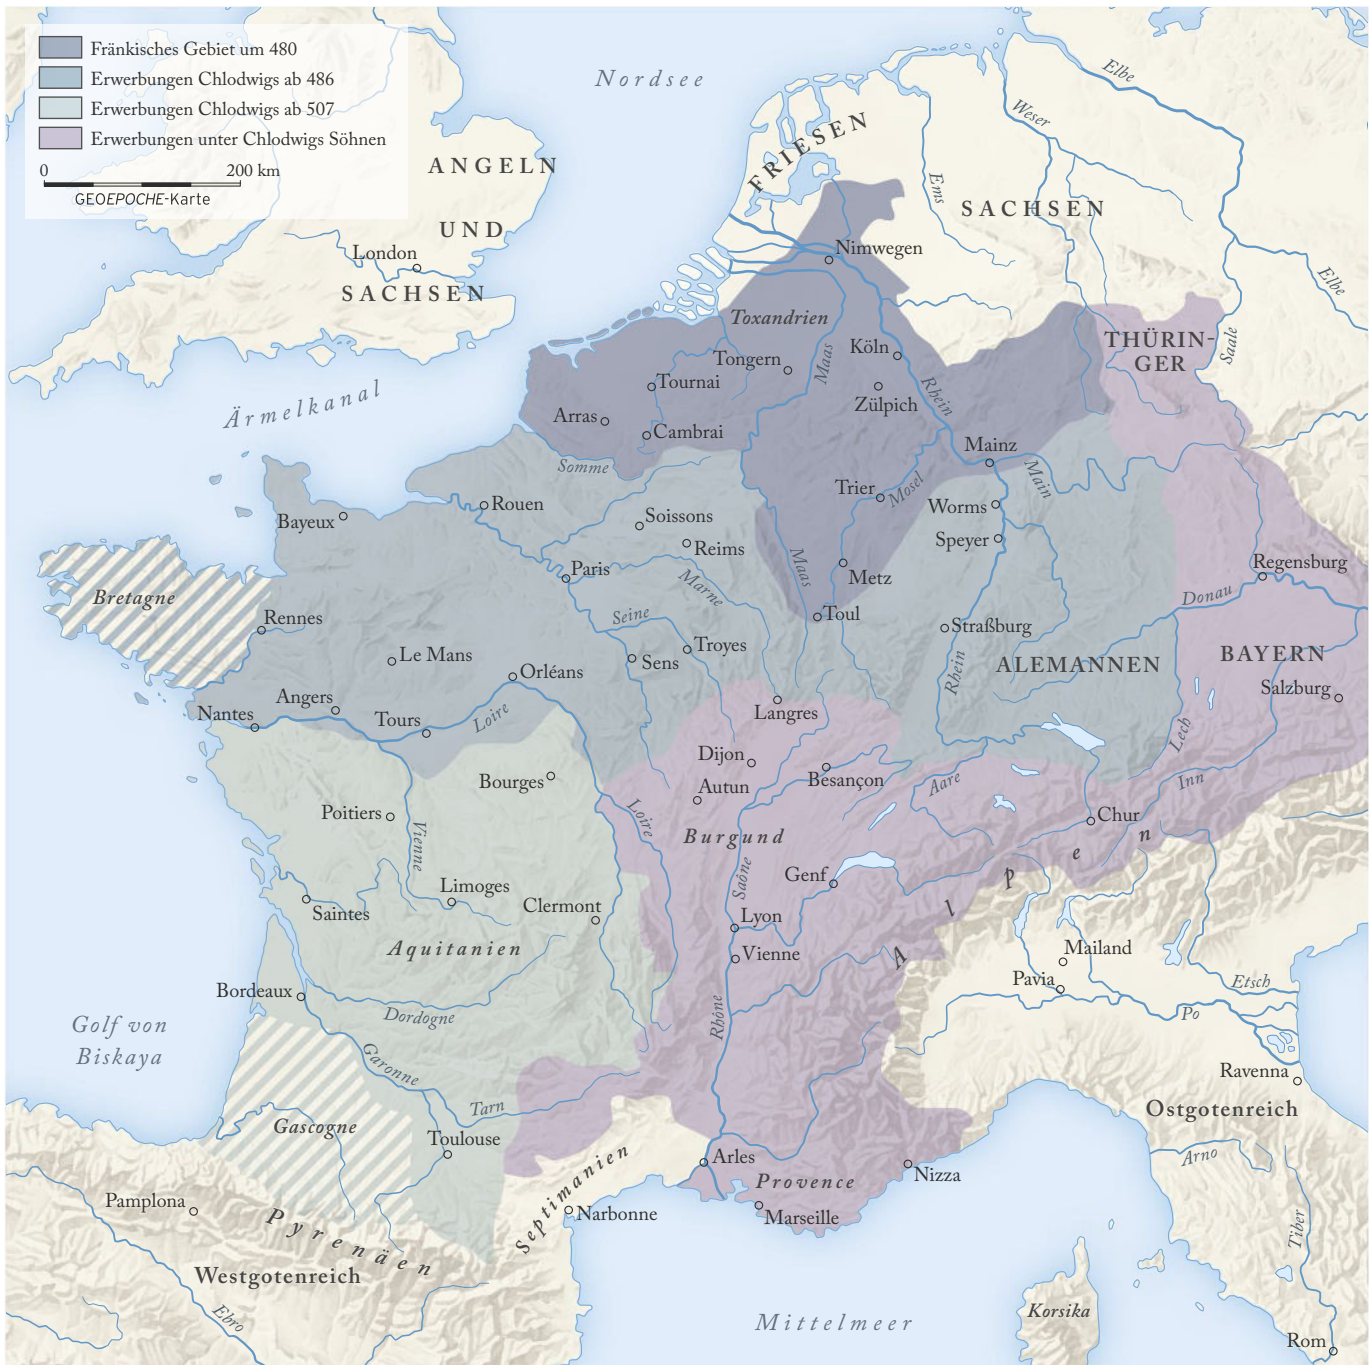 Fränkisches Gebiet um 480
Erwerbungen Chlodwigs ab 486
Erwerbungen Chlodwigs ab 507
Erwerbungen unter Chlodwigs Söhnen
0 200 km
GEOEPOCHE-Karte
Nordsee
Elbe
Weser
FRIESEN
ANGELN
UND
SACHSEN
London
Ems
SACHSEN
Elbe
Nimwegen
Toxandrien
Saale
THÜRIN-
GER
Köln
Tongern
Maas
Tournai
Zülpich
Rhein
Ärmelkanal
Arras
Cambrai
Mainz
Somme
Main
Trier
Mosel
Rouen
Worms
Bayeux
Soissons
Speyer
Reims
Paris
Maas
Metz
Regensburg
Marne
Donau
Bretagne
Rennes
Seine
Toul
Straßburg
Troyes
Le Mans
Sens
ALEMANNEN
BAYERN
Orléans
Rhein
Salzburg
Angers
Nantes
Tours
Loire
Langres
Lech
Dijon
Besançon
Bourges
Autun
Aare
Inn
Loire
Poitiers
Chur
Burgund
Vienne
Saône
Genf
Alpen
Limoges
Saintes
Clermont
Lyon
Aquitanien
Vienne
Mailand
Pavia
Etsch
Bordeaux
Dordogne
Rhône
Po
Golf von
Biskaya
Garonne
Ravenna
Tarn
Ostgotenreich
Gascogne
Toulouse
Arles
Arno
Septimanien
Provence
Nizza
Pamplona
Narbonne
Marseille
Pyrenäen
Tiber
Westgotenreich
Ebro
Mittelmeer
Korsika
Rom